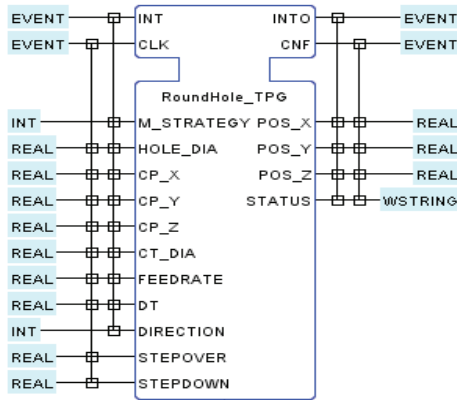 EVENT INT INTO EVENT
EVENT CLK CNF EVENT
RoundHole_TPG
INT M_STRATEGY POS_X REAL
REAL HOLE_DIA POS_Y REAL
REAL CP_X POS_Z REAL
REAL CP_Y STATUS WSTRING
REAL CP_Z
REAL CT_DIA
REAL FEEDRATE
REAL DT
INT DIRECTION
REAL STEPOVER
REAL STEPDOWN